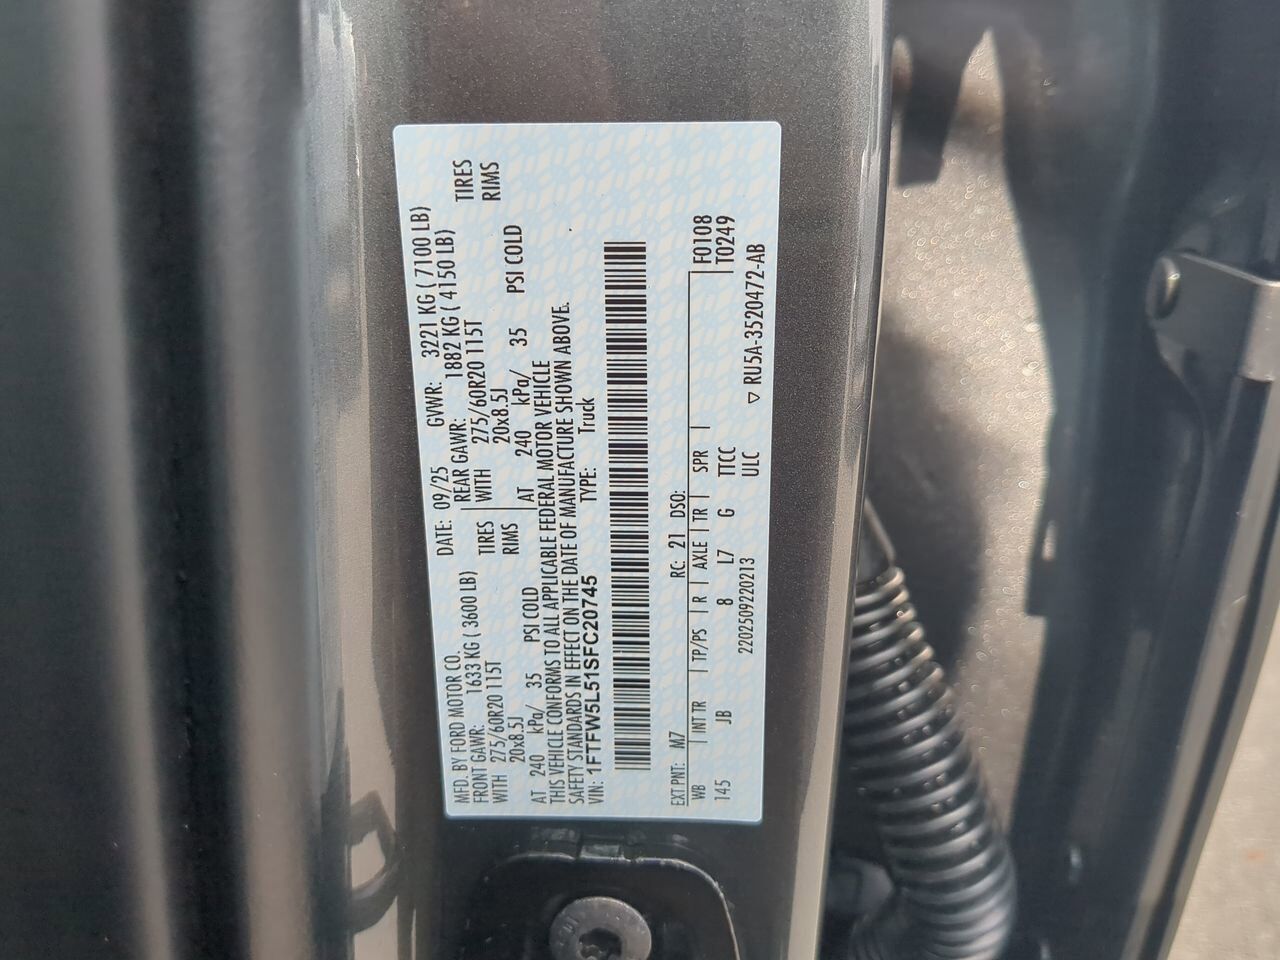 MFD. BY FORD MOTOR CO. DATE: 09/25 GVWR: 3221 KG ( 7100 LB)
FRONT GAWR: 1633 KG ( 3600 LB) REAR GAWR: 1882 KG ( 4150 LB)
WITH 275/60R20 115T TIRES WITH 275/60R20 115T TIRES
20x8.5J RIMS 20x8.5J RIMS
AT 240 kPa/ 35 PSI COLD AT 240 kPa/ 35 PSI COLD
THIS VEHICLE CONFORMS TO ALL APPLICABLE FEDERAL MOTOR VEHICLE
SAFETY STANDARDS IN EFFECT ON THE DATE OF MANUFACTURE SHOWN ABOVE.
VIN: 1FTFW5L51SFC20745 TYPE: Truck
EXT PNT: M7 RC: 21 DSO:
WB | INT TR | TP/PS | R | AXLE | TR | SPR | F0108
145 JB 8 L7 G TTCC T0249
2202509220213 ULC
▽ RU5A-3520472-AB